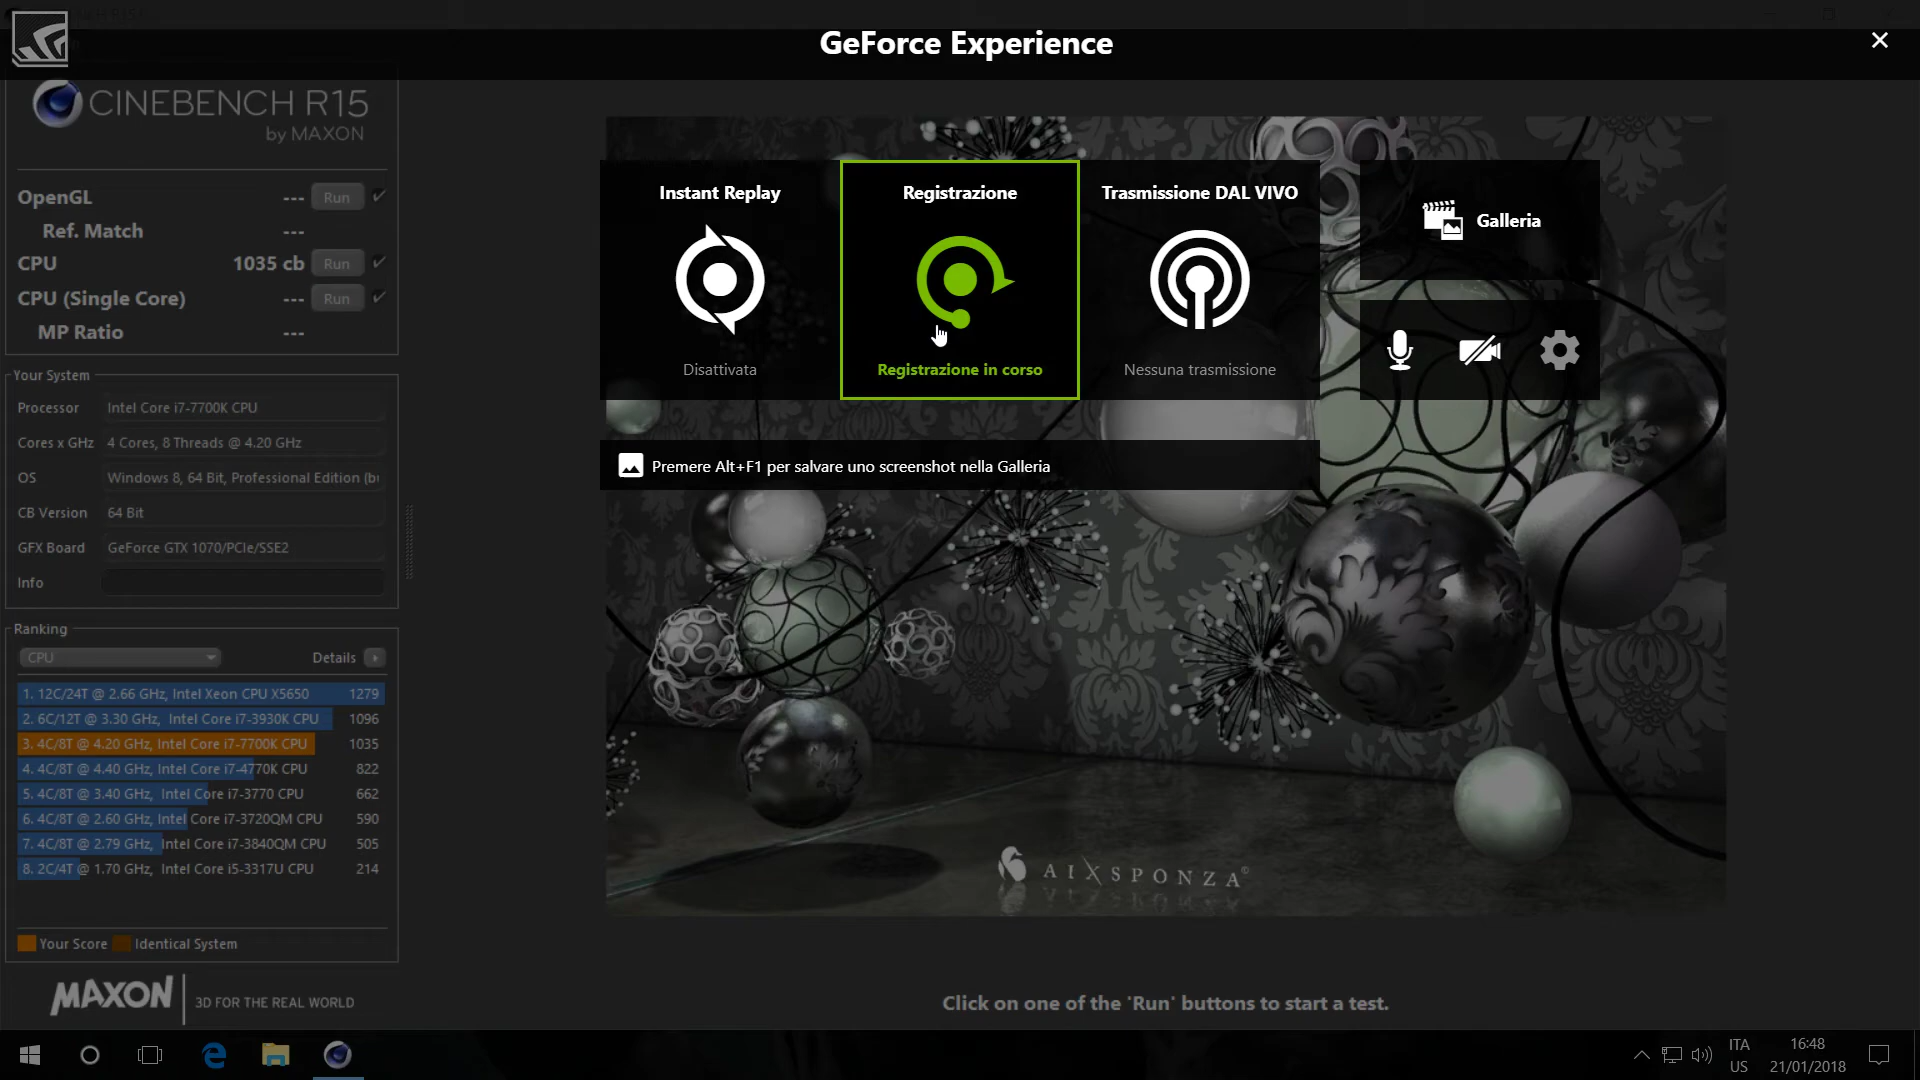 GeForce Experience
CINEBENCH R15
by MAXON
OpenGL --- Run
Ref. Match ---
CPU 1035 cb Run
CPU (Single Core) --- Run
MP Ratio ---
Your System
Processor Intel Core i7-7700K CPU
Cores x GHz 4 Cores, 8 Threads @ 4.20 GHz
OS Windows 8, 64 Bit, Professional Edition (bu
CB Version 64 Bit
GFX Board GeForce GTX 1070/PCIe/SSE2
Info
Ranking
CPU Details
1. 12C/24T @ 2.66 GHz, Intel Xeon CPU X5650 1279
2. 6C/12T @ 3.30 GHz, Intel Core i7-3930K CPU 1096
3. 4C/8T @ 4.20 GHz, Intel Core i7-7700K CPU 1035
4. 4C/8T @ 4.40 GHz, Intel Core i7-4770K CPU 822
5. 4C/8T @ 3.40 GHz, Intel Core i7-3770 CPU 662
6. 4C/8T @ 2.60 GHz, Intel Core i7-3720QM CPU 590
7. 4C/8T @ 2.79 GHz, Intel Core i7-3840QM CPU 505
8. 2C/4T @ 1.70 GHz, Intel Core i5-3317U CPU 214
Your Score Identical System
MAXON 3D FOR THE REAL WORLD
Instant Replay
Disattivata
Registrazione
Registrazione in corso
Trasmissione DAL VIVO
Nessuna trasmissione
Galleria
Premere Alt+F1 per salvare uno screenshot nella Galleria
AIXSPONZA®
Click on one of the 'Run' buttons to start a test.
ITA
US
16:48
21/01/2018